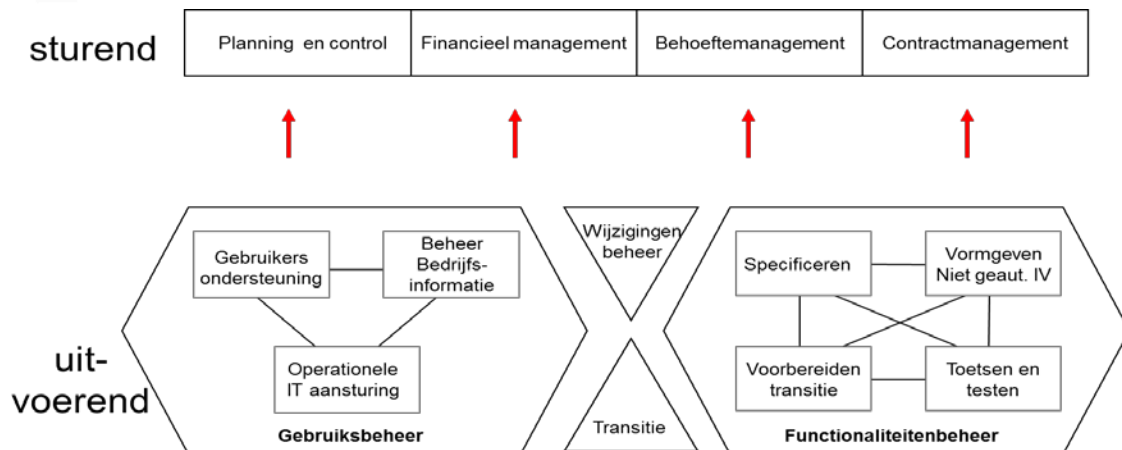 sturend
Planning en control
Financieel management
Behoeftemanagement
Contractmanagement
Gebruikers
ondersteuning
Beheer
Bedrijfs-
informatie
Operationele
IT aansturing
Gebruiksbeheer
Wijzigingen
beheer
Transitie
Specificeren
Vormgeven
Niet geaut. IV
Voorbereiden
transitie
Toetsen en
testen
Functionaliteitenbeheer
uit-
voerend